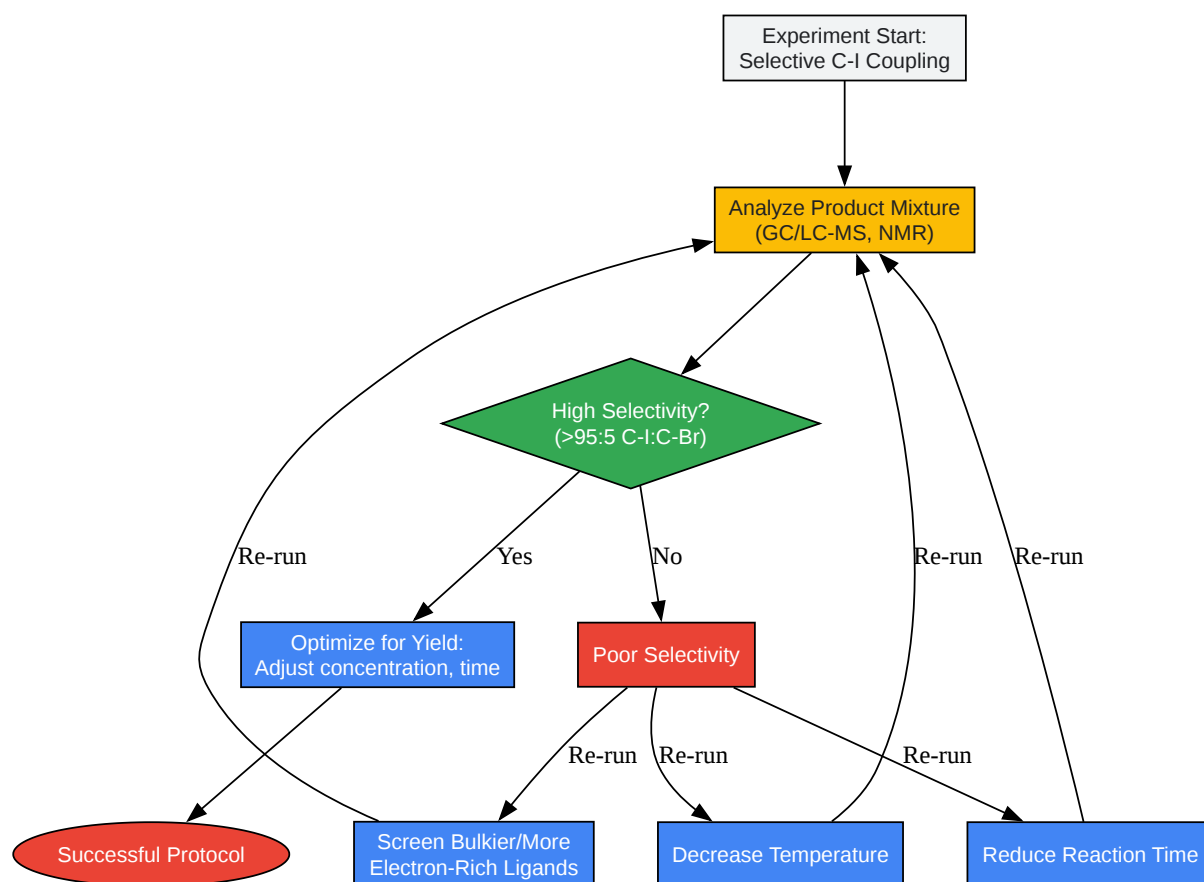 Experiment Start:
Selective C-I Coupling
Analyze Product Mixture
(GC/LC-MS, NMR)
High Selectivity?
(>95:5 C-I:C-Br)
Re-run
Yes
No
Re-run
Re-run
Optimize for Yield:
Adjust concentration, time
Poor Selectivity
Re-run
Re-run
Re-run
Successful Protocol
Screen Bulkier/More
Electron-Rich Ligands
Decrease Temperature
Reduce Reaction Time